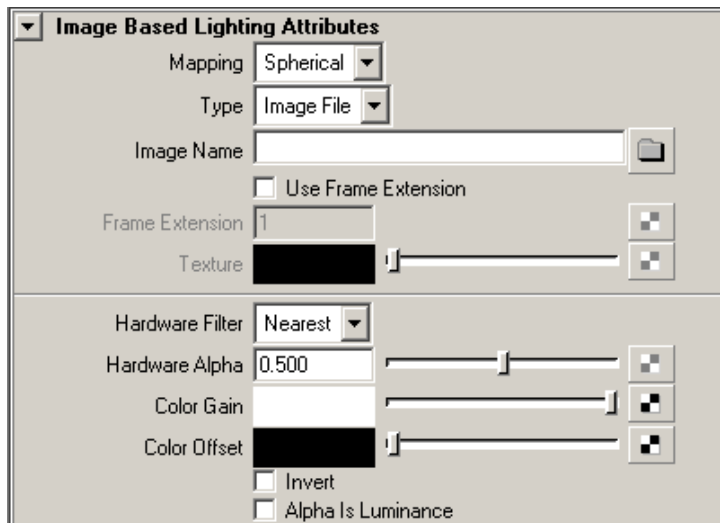 Image Based Lighting Attributes
Mapping Spherical
Type Image File
Image Name
Use Frame Extension
Frame Extension 1
Texture
Hardware Filter Nearest
Hardware Alpha 0.500
Color Gain
Color Offset
Invert
Alpha Is Luminance